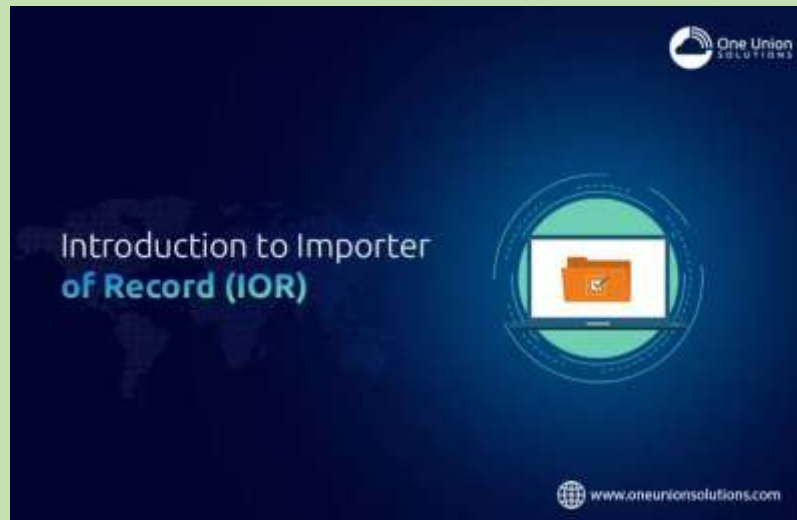 One Union
SOLUTIONS
Introduction to Importer
of Record (IOR)
www.oneunionsolutions.com